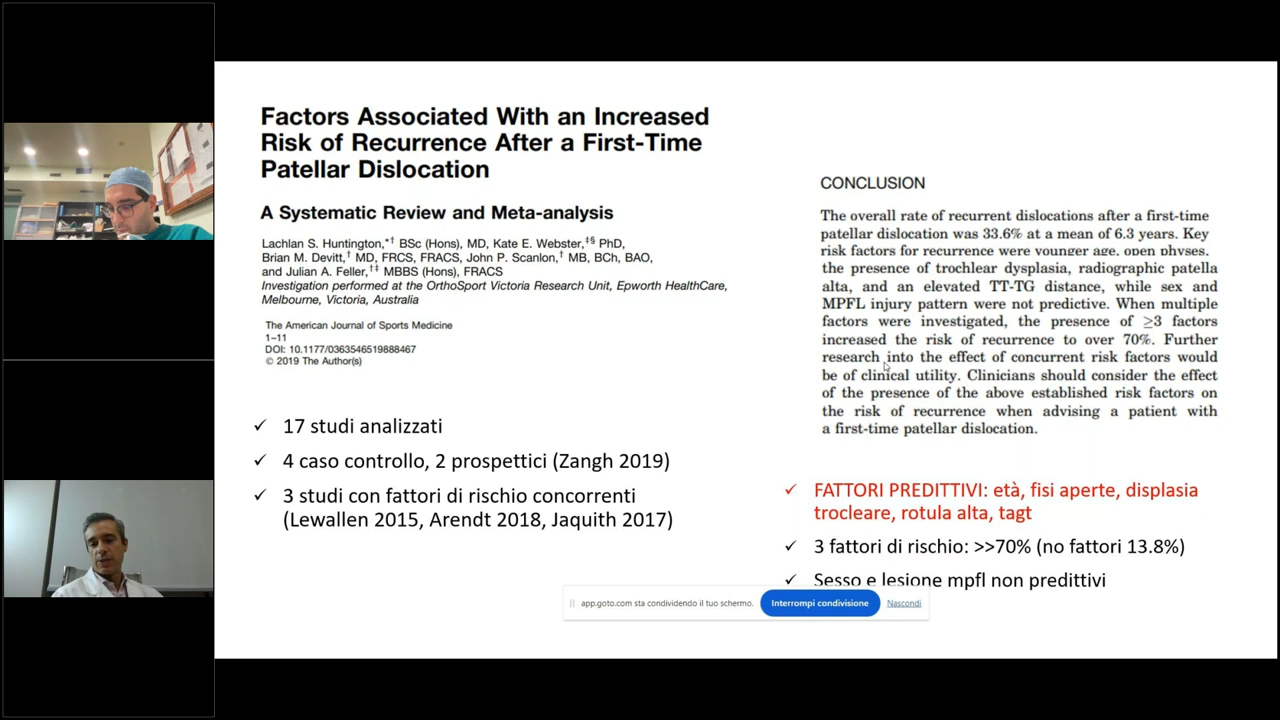 Factors Associated With an Increased
Risk of Recurrence After a First-Time
Patellar Dislocation
A Systematic Review and Meta-analysis
Lachlan S. Huntington,*† BSc (Hons), MD, Kate E. Webster,‡§ PhD,
Brian M. Devitt,† MD, FRCS, FRACS, John P. Scanlon,† MB, BCh, BAO,
and Julian A. Feller,†‡ MBBS (Hons), FRACS
Investigation performed at the OrthoSport Victoria Research Unit, Epworth HealthCare,
Melbourne, Victoria, Australia
The American Journal of Sports Medicine
1–11
DOI: 10.1177/0363546519888467
© 2019 The Author(s)
✓ 17 studi analizzati
✓ 4 caso controllo, 2 prospettici (Zangh 2019)
✓ 3 studi con fattori di rischio concorrenti
(Lewallen 2015, Arendt 2018, Jaquith 2017)
CONCLUSION
The overall rate of recurrent dislocations after a first-time
patellar dislocation was 33.6% at a mean of 6.3 years. Key
risk factors for recurrence were younger age, open physes,
the presence of trochlear dysplasia, radiographic patella
alta, and an elevated TT-TG distance, while sex and
MPFL injury pattern were not predictive. When multiple
factors were investigated, the presence of ≥3 factors
increased the risk of recurrence to over 70%. Further
research into the effect of concurrent risk factors would
be of clinical utility. Clinicians should consider the effect
of the presence of the above established risk factors on
the risk of recurrence when advising a patient with
a first-time patellar dislocation.
✓ FATTORI PREDITTIVI: età, fisi aperte, displasia
trocleare, rotula alta, tagt
✓ 3 fattori di rischio: >>70% (no fattori 13.8%)
✓ Sesso e lesione mpfl non predittivi
app.goto.com sta condividendo il tuo schermo. Interrompi condivisione Nascondi